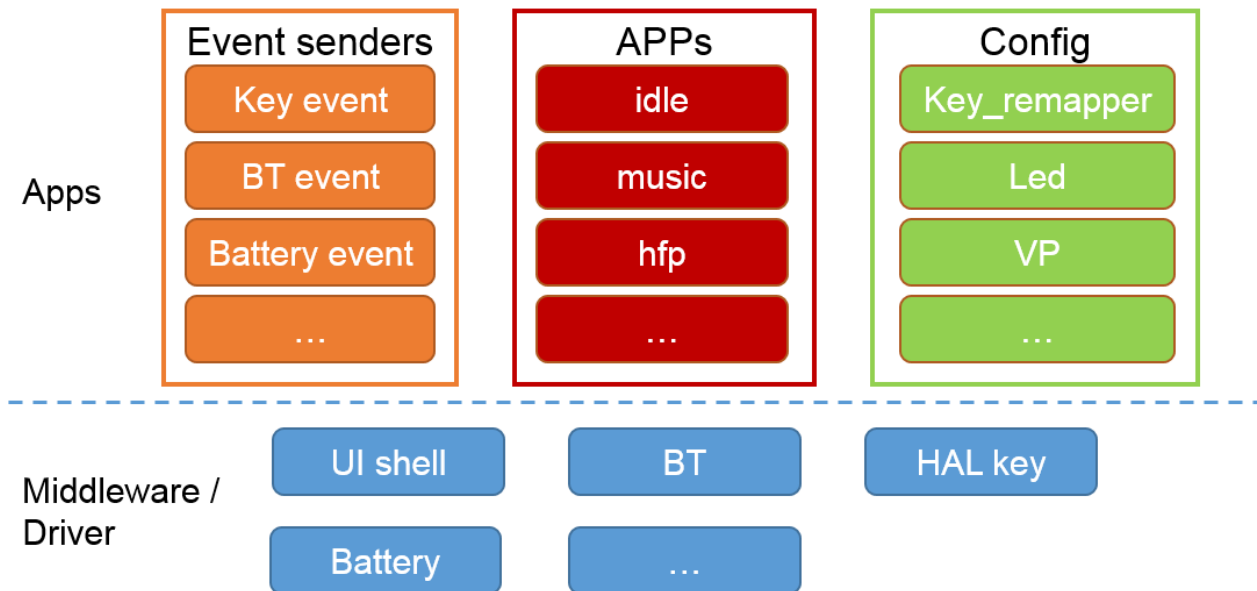 Event senders
Key event
BT event
Battery event
...
APPs
idle
music
hfp
...
Config
Key_remapper
Led
VP
...
Apps
UI shell
BT
HAL key
Middleware /
Driver
Battery
...